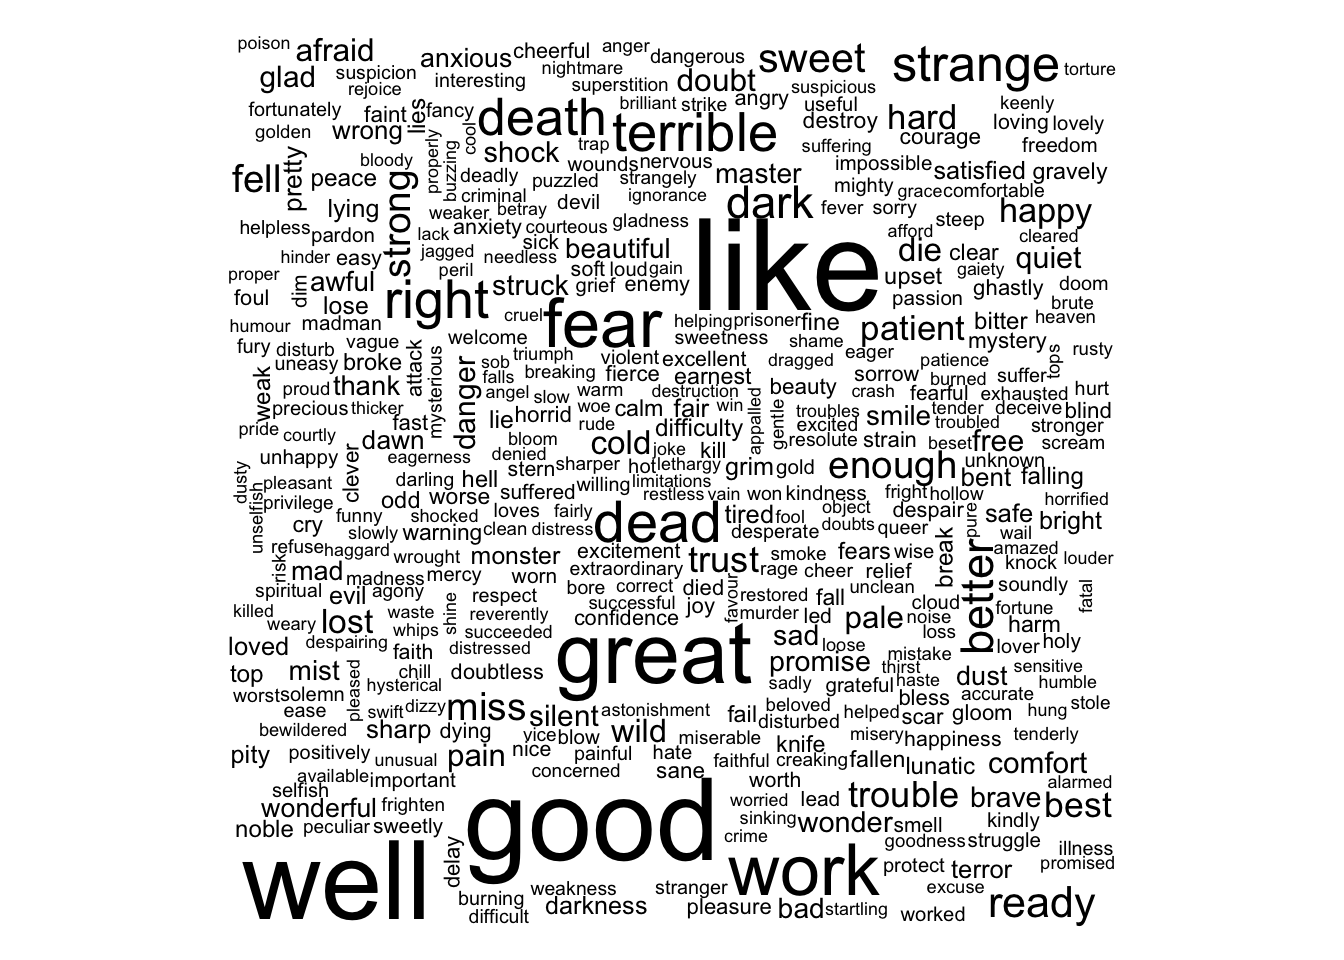 poison afraid anxious cheerful anger dangerous sweet strange torture
glad suspicion rejoice interesting nightmare superstition doubt suspicious
fortunately faint lies fancy death brilliant strike angry useful hard keenly
golden wrong properly buzzing cool terrible destroy courage loving lovely
bloody shock trap suffering freedom
fell pretty peace strong deadly puzzled wounds nervous strangely master impossible satisfied gravely
lying criminal devil ignorance dark mighty grace comfortable
helpless pardon weaker betray gladness fever sorry steep happy
lack anxiety courteous like afford cleared
hinder easy jagged sick needless beautiful die clear quiet
proper dim awful peril soft loud gain upset gaiety
foul lose right struck grief enemy passion ghastly doom brute
humour madman cruel fear helping prisoner fine patient bitter heaven
fury disturb vague welcome sweetness shame mystery
uneasy broke attack mysterious danger sob triumph violent excellent dragged eager patience tops rusty
weak proud thank falls breaking fierce earnest sorrow burned suffer
precious thicker angel slow warm destruction beauty crash fearful exhausted hurt
fast lie horrid woe calm fair win appalled gentle troubles smile tender deceive blind
pride courtly dawn rude difficulty excited troubled stronger
unhappy clever eagerness bloom denied cold joke kill resolute strain beset free scream
dusty pleasant darling hell stern sharper hot lethargy grim gold enough unknown bent falling
unselfish privilege odd worse suffered willing limitations restless vain won kindness fright hollow horrified
cry funny shocked loves fairly dead tired fool object despair pure safe bright
slowly warning clean distress desperate doubts queer wail
refuse haggard wrought monster excitement trust smoke fears wise break better amazed louder
risk mad madness mercy worn extraordinary rage cheer relief knock
spiritual evil agony respect bore correct died favour restored fall unclean soundly fatal
killed weary lost waste shine reverently successful joy murder led pale cloud fortune
whips succeeded confidence noise harm
loved despairing faith distressed great sad loose loss lover holy
top mist chill doubtless promise mistake thirst dust sensitive
worst solemn pleased hysterical sadly grateful haste humble
ease swift dizzy miss silent astonishment beloved helped bless accurate hung stole
bewildered sharp dying vice blow wild fail disturbed scar gloom
pity positively unusual pain nice painful hate miserable knife misery happiness tenderly
available important concerned sane faithful creaking fallen lunatic comfort
selfish good worth alarmed
wonderful frighten worried lead trouble brave best
noble peculiar sweetly sinking wonder smell kindly
well delay crime goodness struggle illness
work protect terror promised
burning weakness stranger excuse
difficult darkness pleasure bad startling worked ready